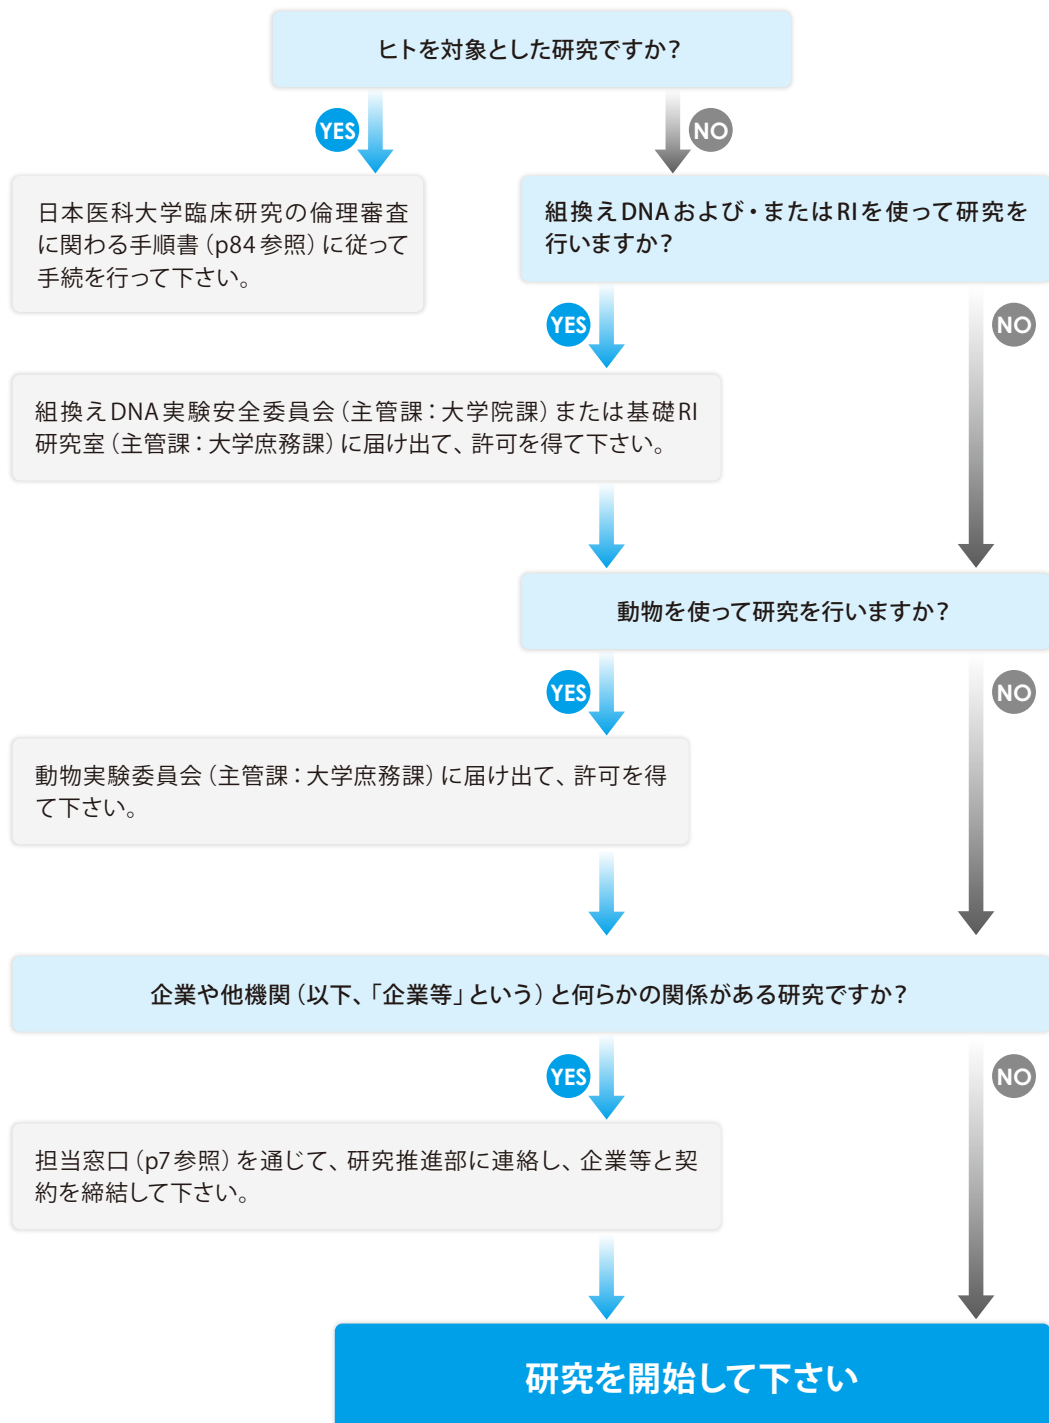 ヒトを対象とした研究ですか？
YES
NO
日本医科大学臨床研究の倫理審査
に関わる手順書（p84参照）に従って
手続を行って下さい。
組換えDNAおよび・またはRIを使って研究を
行いますか？
YES
NO
組換えDNA実験安全委員会（主管課：大学院課）または基礎RI
研究室（主管課：大学庶務課）に届け出て、許可を得て下さい。
動物を使って研究を行いますか？
YES
NO
動物実験委員会（主管課：大学庶務課）に届け出て、許可を得
て下さい。
企業や他機関（以下、「企業等」という）と何らかの関係がある研究ですか？
YES
NO
担当窓口（p7参照）を通じて、研究推進部に連絡し、企業等と契
約を締結して下さい。
研究を開始して下さい